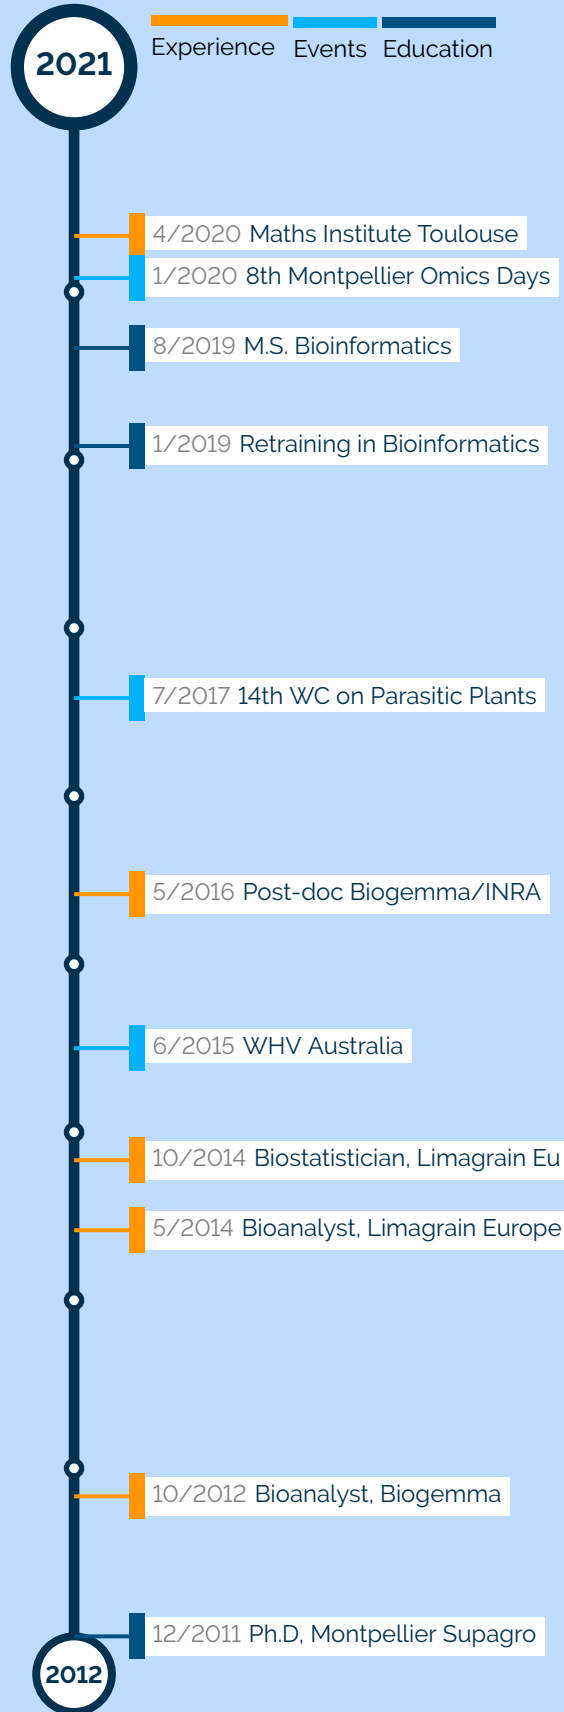 2021
Experience Events Education
4/2020 Maths Institute Toulouse
1/2020 8th Montpellier Omics Days
8/2019 M.S. Bioinformatics
1/2019 Retraining in Bioinformatics
7/2017 14th WC on Parasitic Plants
5/2016 Post-doc Biogemma/INRA
6/2015 WHV Australia
10/2014 Biostatistician, Limagrain Eu
5/2014 Bioanalyst, Limagrain Europe
10/2012 Bioanalyst, Biogemma
12/2011 Ph.D, Montpellier Supagro
2012